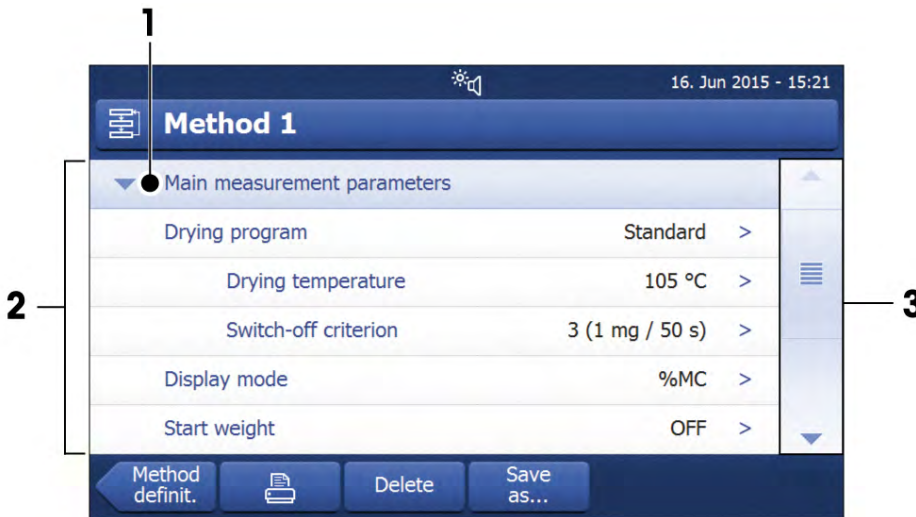 1
16. Jun 2015 - 15:21
Method 1
Main measurement parameters
Drying program Standard >
Drying temperature 105 °C >
2
3
Switch-off criterion 3 (1 mg / 50 s) >
Display mode %MC >
Start weight OFF >
Method
definit.
Delete
Save
as...